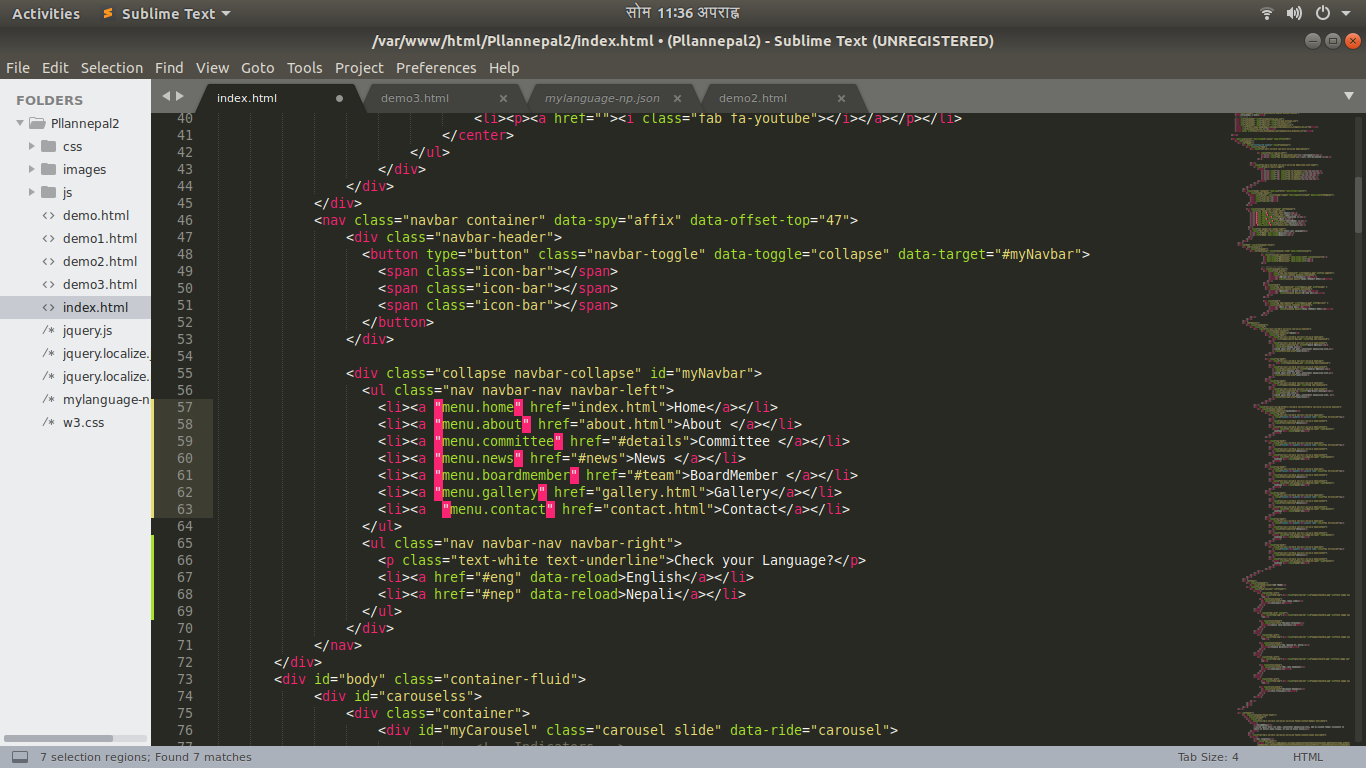 Activities Sublime Text सोम 11:36 अपराह्न
/var/www/html/Pllannepal2/index.html • (Pllannepal2) - Sublime Text (UNREGISTERED)
File Edit Selection Find View Goto Tools Project Preferences Help
FOLDERS
Pllannepal2
css
images
js
demo.html
demo1.html
demo2.html
demo3.html
index.html
jquery.js
jquery.localize.
jquery.localize.
mylanguage-n
w3.css
index.html demo3.html mylanguage-np.json demo2.html
40 <li><p><a href=""><i class="fab fa-youtube"></i></a></p></li>
41 </center>
42 </ul>
43 </div>
44 </div>
45 </div>
46 <nav class="navbar container" data-spy="affix" data-offset-top="47">
47 <div class="navbar-header">
48 <button type="button" class="navbar-toggle" data-toggle="collapse" data-target="#myNavbar">
49 <span class="icon-bar"></span>
50 <span class="icon-bar"></span>
51 <span class="icon-bar"></span>
52 </button>
53 </div>
54
55 <div class="collapse navbar-collapse" id="myNavbar">
56 <ul class="nav navbar-nav navbar-left">
57 <li><a "menu.home" href="index.html">Home</a></li>
58 <li><a "menu.about" href="about.html">About </a></li>
59 <li><a "menu.committee" href="#details">Committee </a></li>
60 <li><a "menu.news" href="#news">News </a></li>
61 <li><a "menu.boardmember" href="#team">BoardMember </a></li>
62 <li><a "menu.gallery" href="gallery.html">Gallery</a></li>
63 <li><a  "menu.contact" href="contact.html">Contact</a></li>
64 </ul>
65 <ul class="nav navbar-nav navbar-right">
66 <p class="text-white text-underline">Check your Language?</p>
67 <li><a href="#eng" data-reload>English</a></li>
68 <li><a href="#nep" data-reload>Nepali</a></li>
69 </ul>
70 </div>
71 </nav>
72 </div>
73 <div id="body" class="container-fluid">
74 <div id="carouselss">
75 <div class="container">
76 <div id="myCarousel" class="carousel slide" data-ride="carousel">
77 <!-- Indicators -->
7 selection regions; Found 7 matches Tab Size: 4 HTML